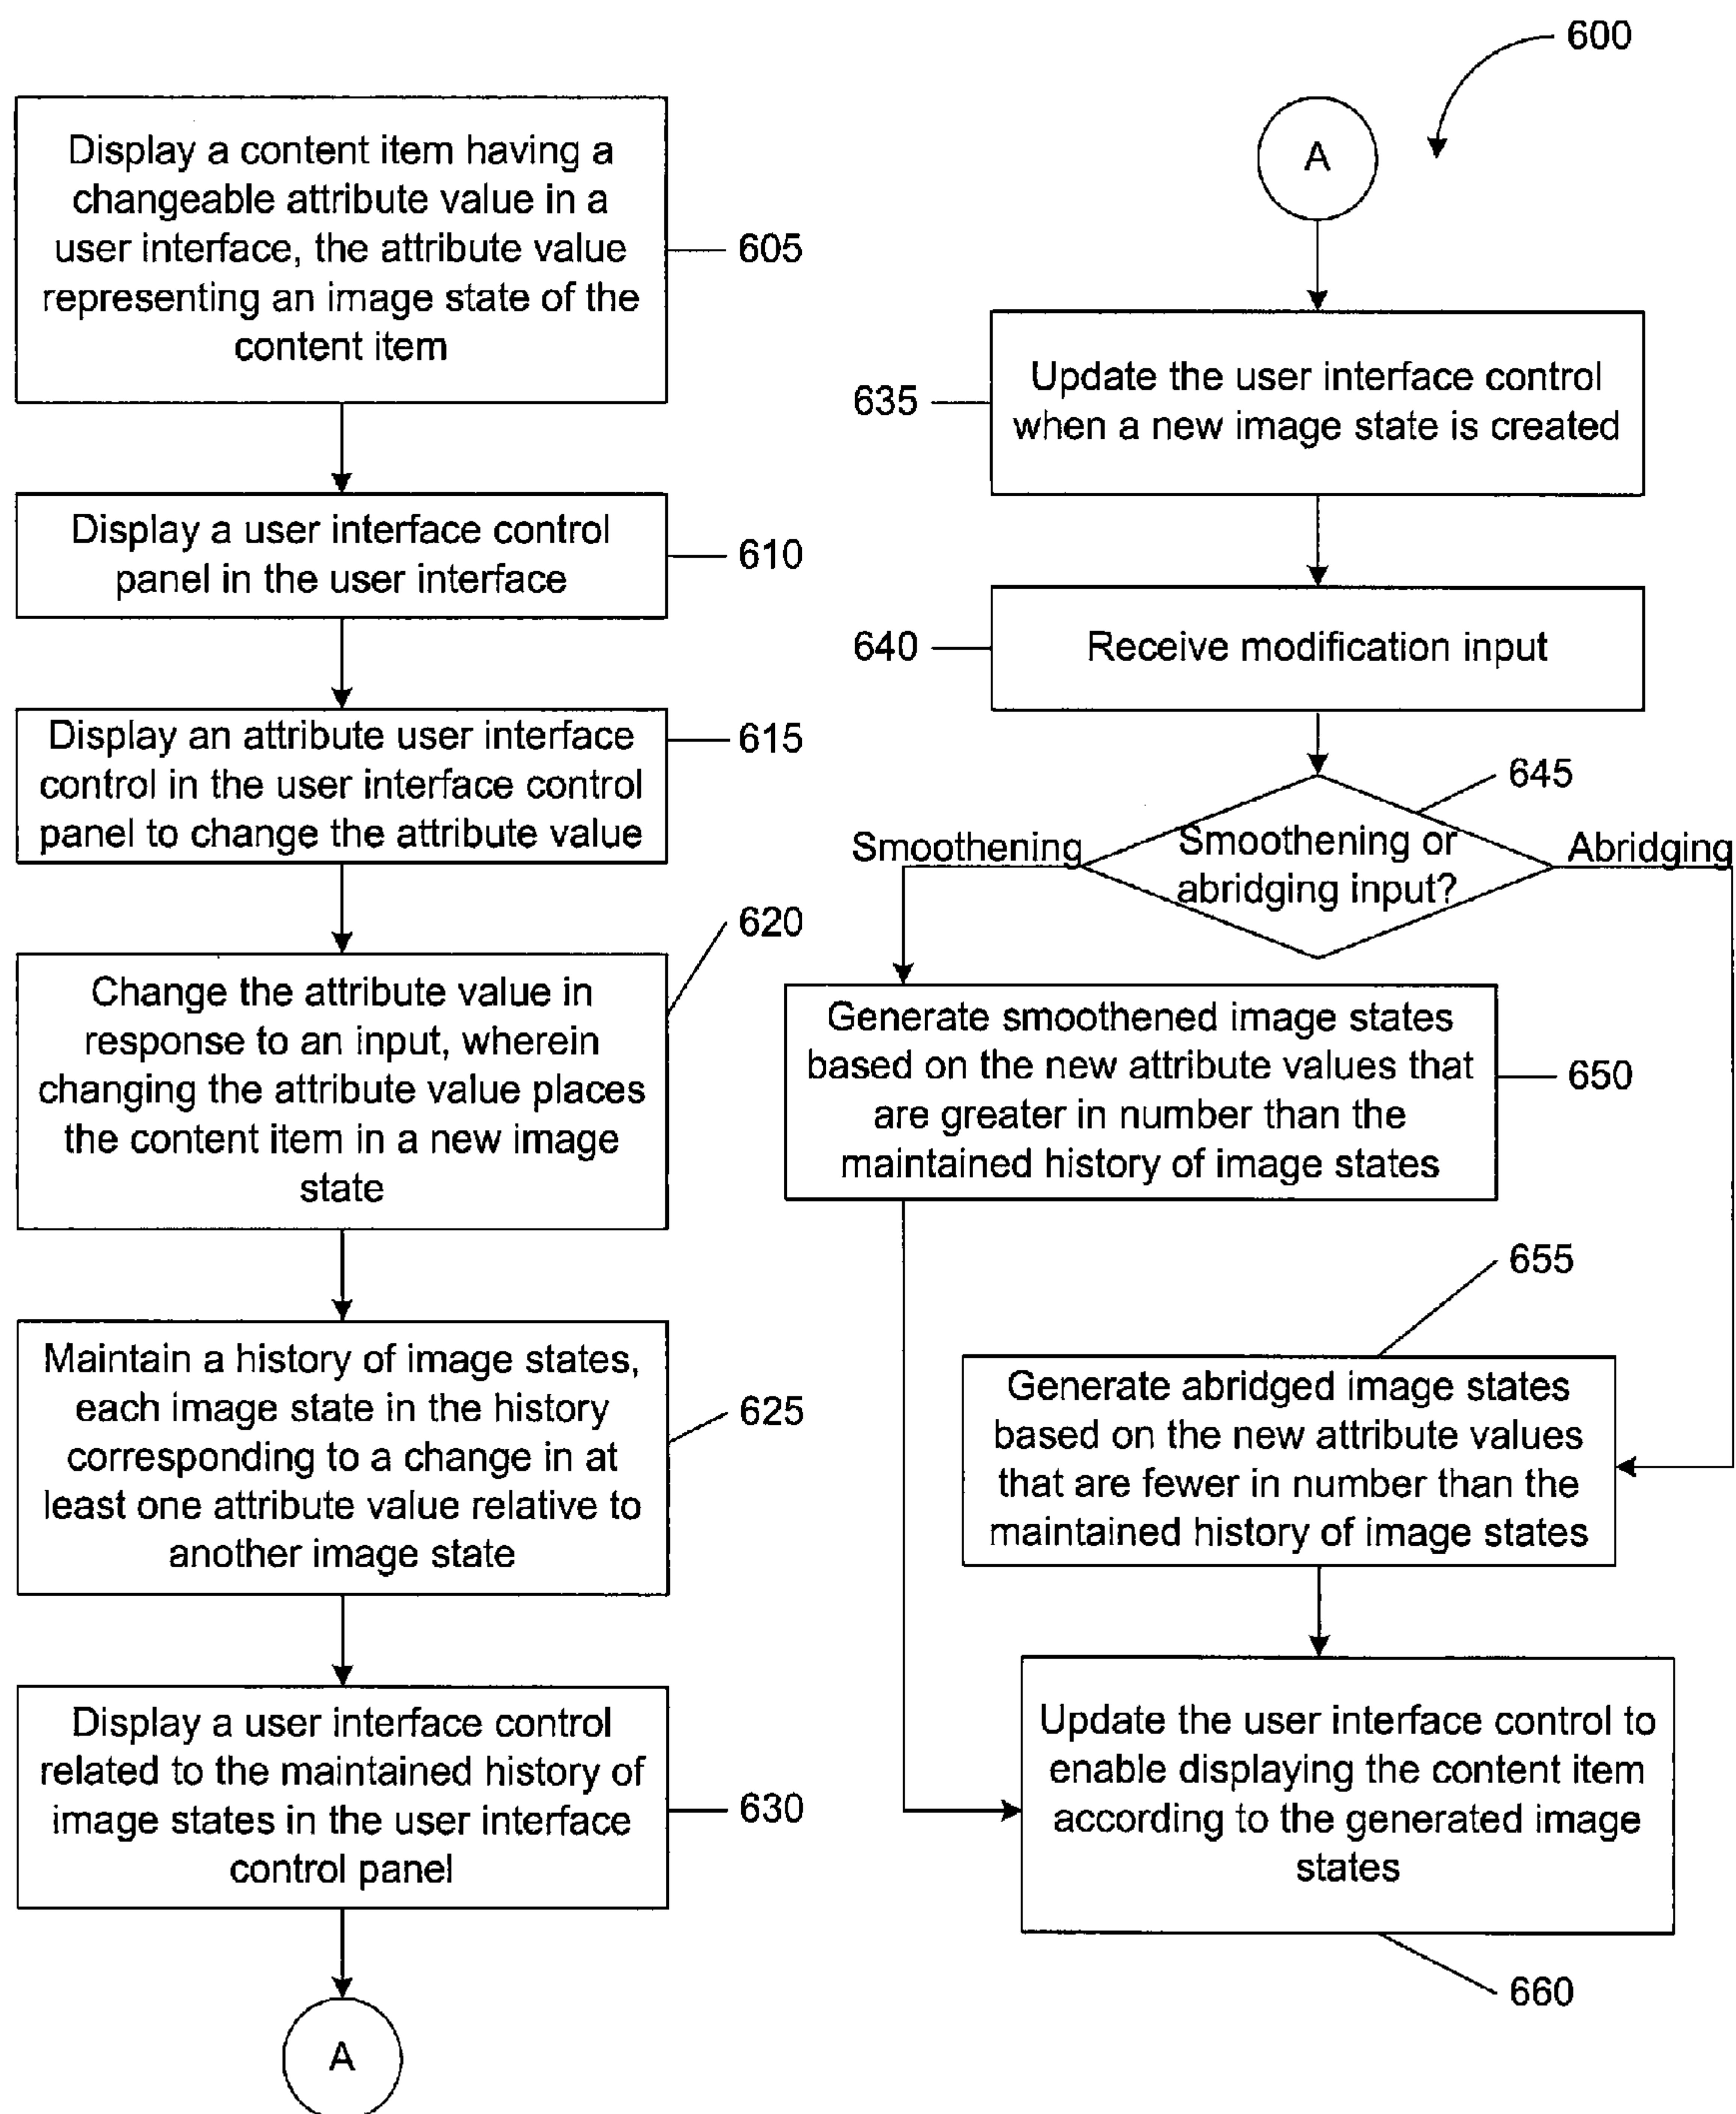 Display a content item having a
changeable attribute value in a
user interface, the attribute value
representing an image state of the
content item
605
Display a user interface control
panel in the user interface
610
Display an attribute user interface
control in the user interface control
panel to change the attribute value
615
Change the attribute value in
response to an input, wherein
changing the attribute value places
the content item in a new image
state
620
Maintain a history of image states,
each image state in the history
corresponding to a change in at
least one attribute value relative to
another image state
625
Display a user interface control
related to the maintained history of
image states in the user interface
control panel
630
A
600
A
Update the user interface control
when a new image state is created
635
Receive modification input
640
645
Smoothening or
abridging input?
Smoothening
Abridging
Generate smoothened image states
based on the new attribute values that
are greater in number than the
maintained history of image states
650
655
Generate abridged image states
based on the new attribute values
that are fewer in number than the
maintained history of image states
Update the user interface control to
enable displaying the content item
according to the generated image
states
660